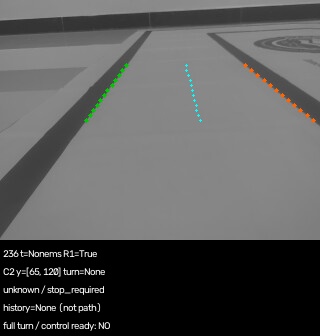 236 t=Nonems R1=True
C2 y=[65, 120] turn=None
unknown / stop_required
history=None (not path)
full turn / control ready: NO